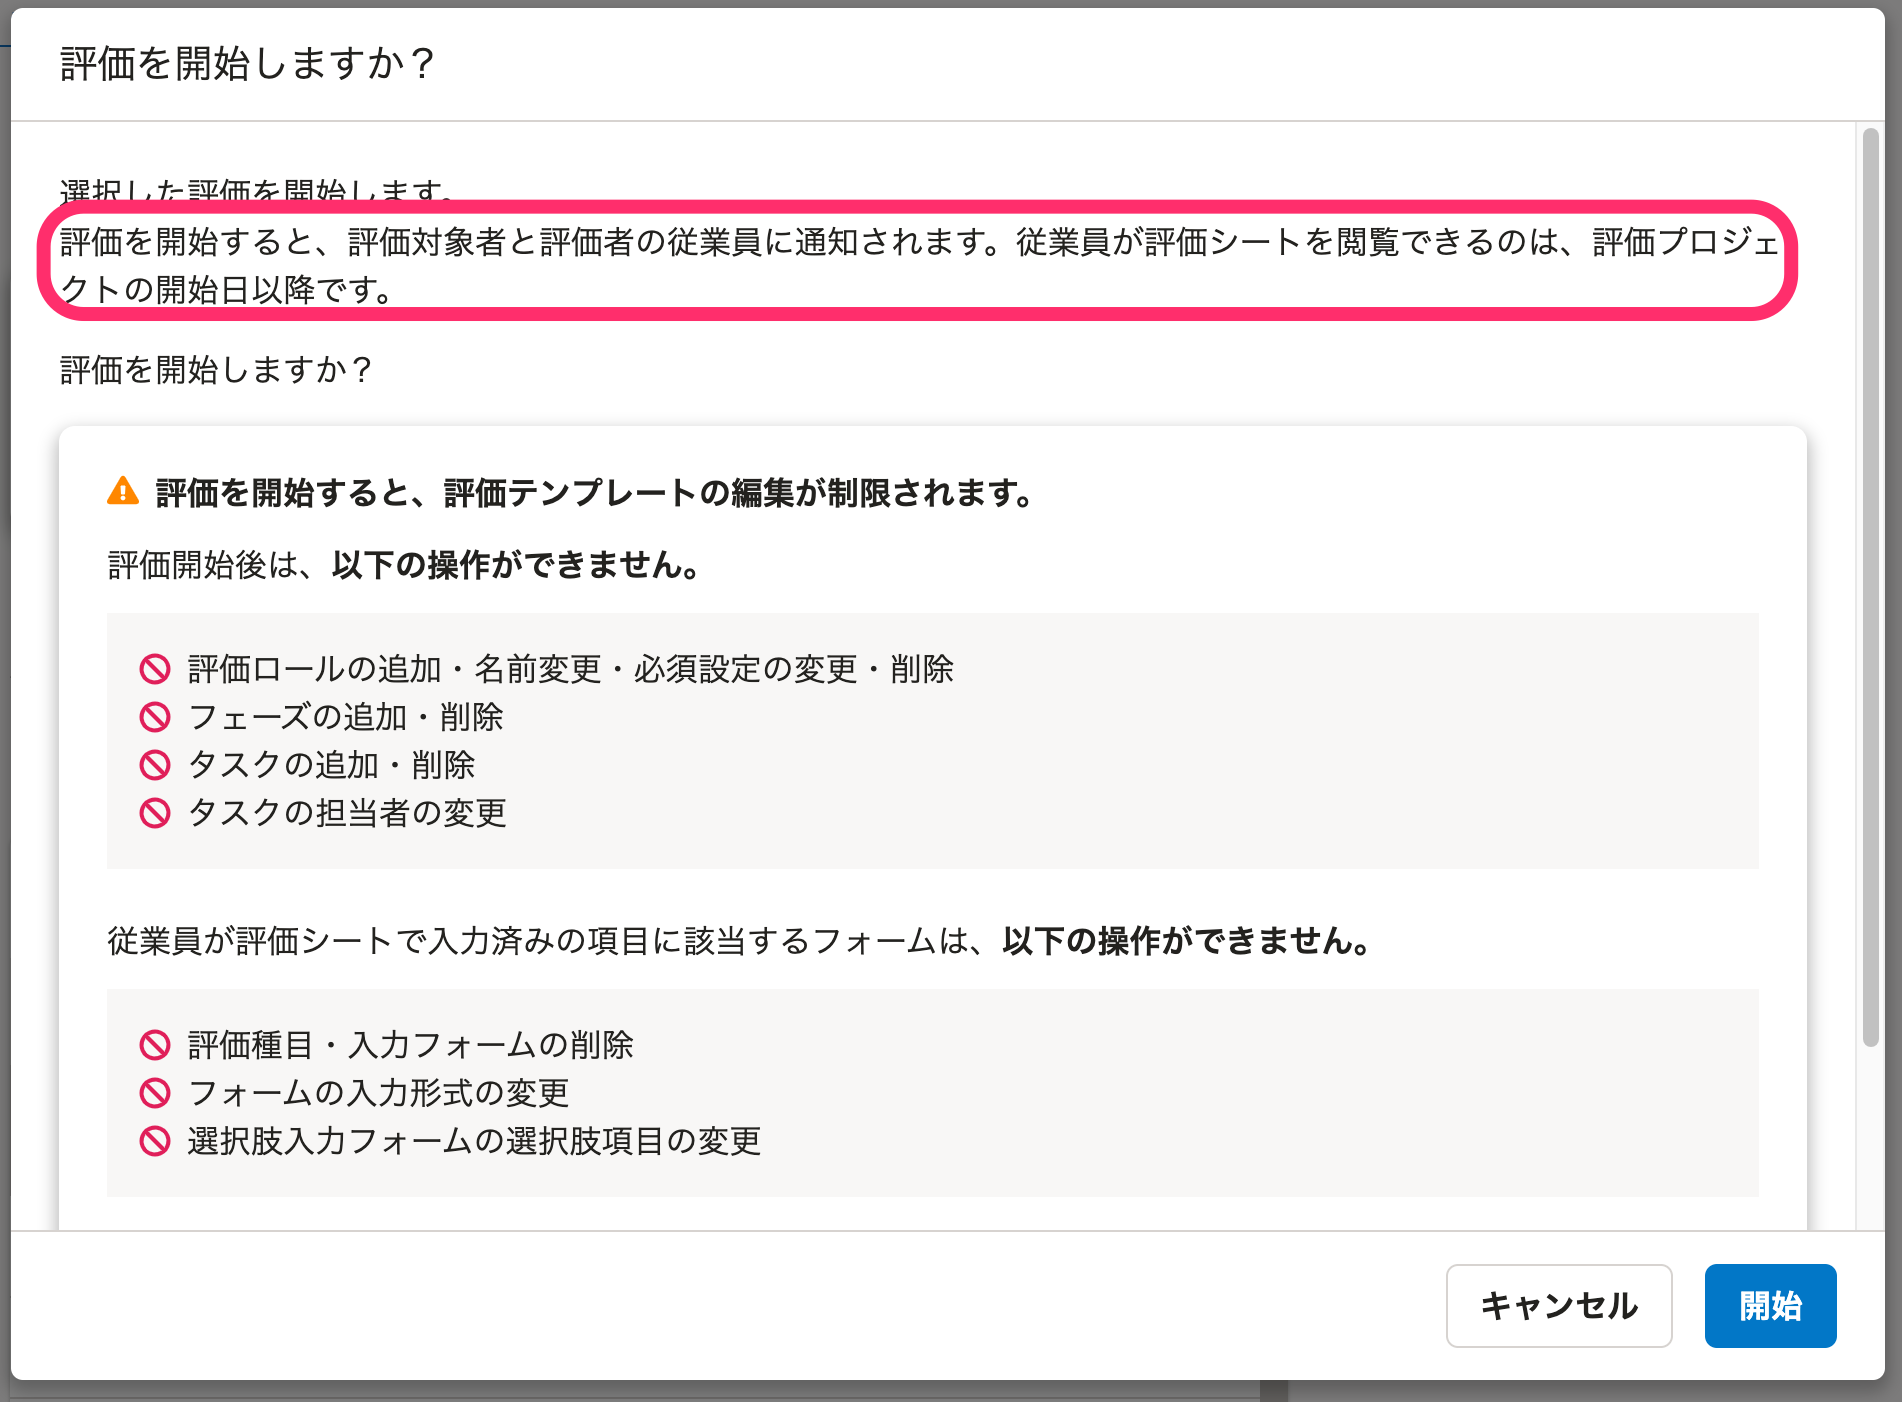 評価を開始しますか？
選択した評価を開始します。
評価を開始すると、評価対象者と評価者の従業員に通知されます。従業員が評価シートを閲覧できるのは、評価プロジェ
クトの開始日以降です。
評価を開始しますか？
評価を開始すると、評価テンプレートの編集が制限されます。
評価開始後は、以下の操作ができません。
評価ロールの追加・名前変更・必須設定の変更・削除
フェーズの追加・削除
タスクの追加・削除
タスクの担当者の変更
従業員が評価シートで入力済みの項目に該当するフォームは、以下の操作ができません。
評価種目・入力フォームの削除
フォームの入力形式の変更
選択肢入力フォームの選択肢項目の変更
キャンセル
開始